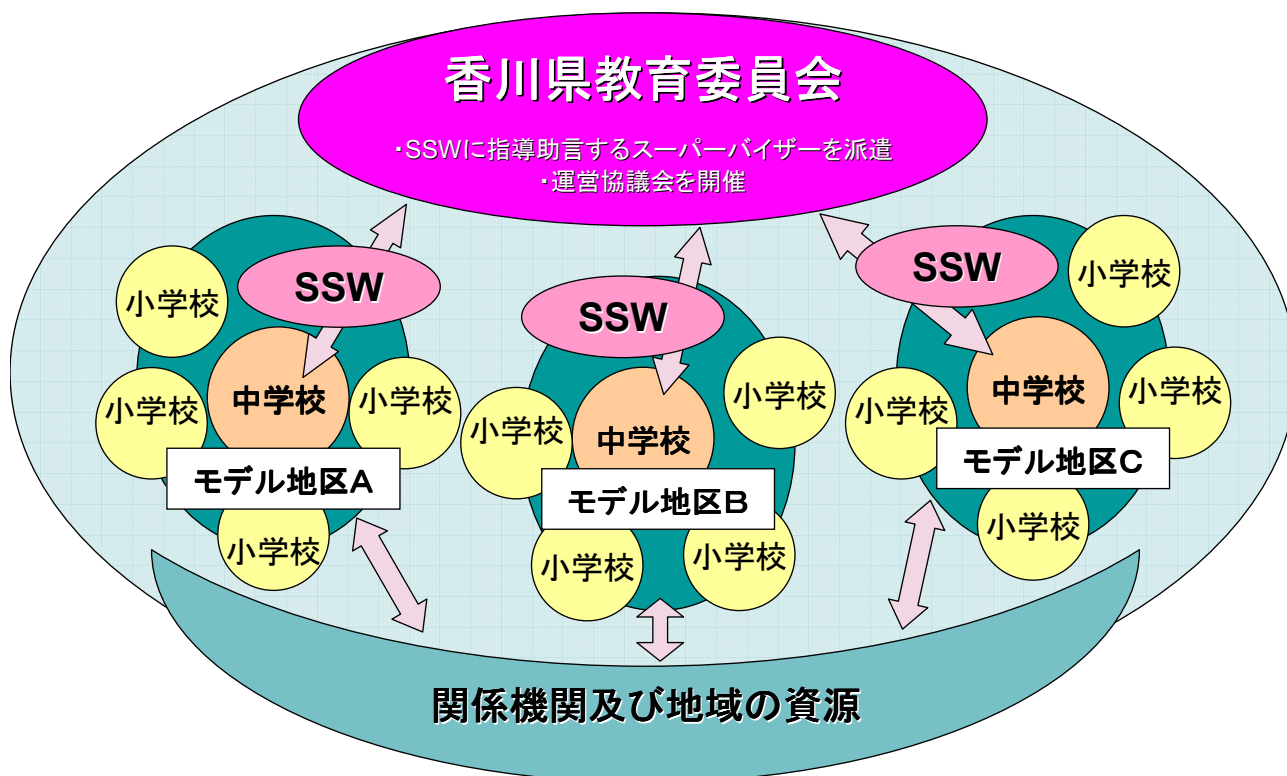 香川県教育委員会
・SSWに指導助言するスーパーバイザーを派遣
・運営協議会を開催
SSW
小学校
中学校
小学校
小学校
モデル地区A
小学校
SSW
小学校
中学校
小学校
モデル地区B
小学校
小学校
SSW
小学校
中学校
小学校
小学校
モデル地区C
小学校
関係機関及び地域の資源